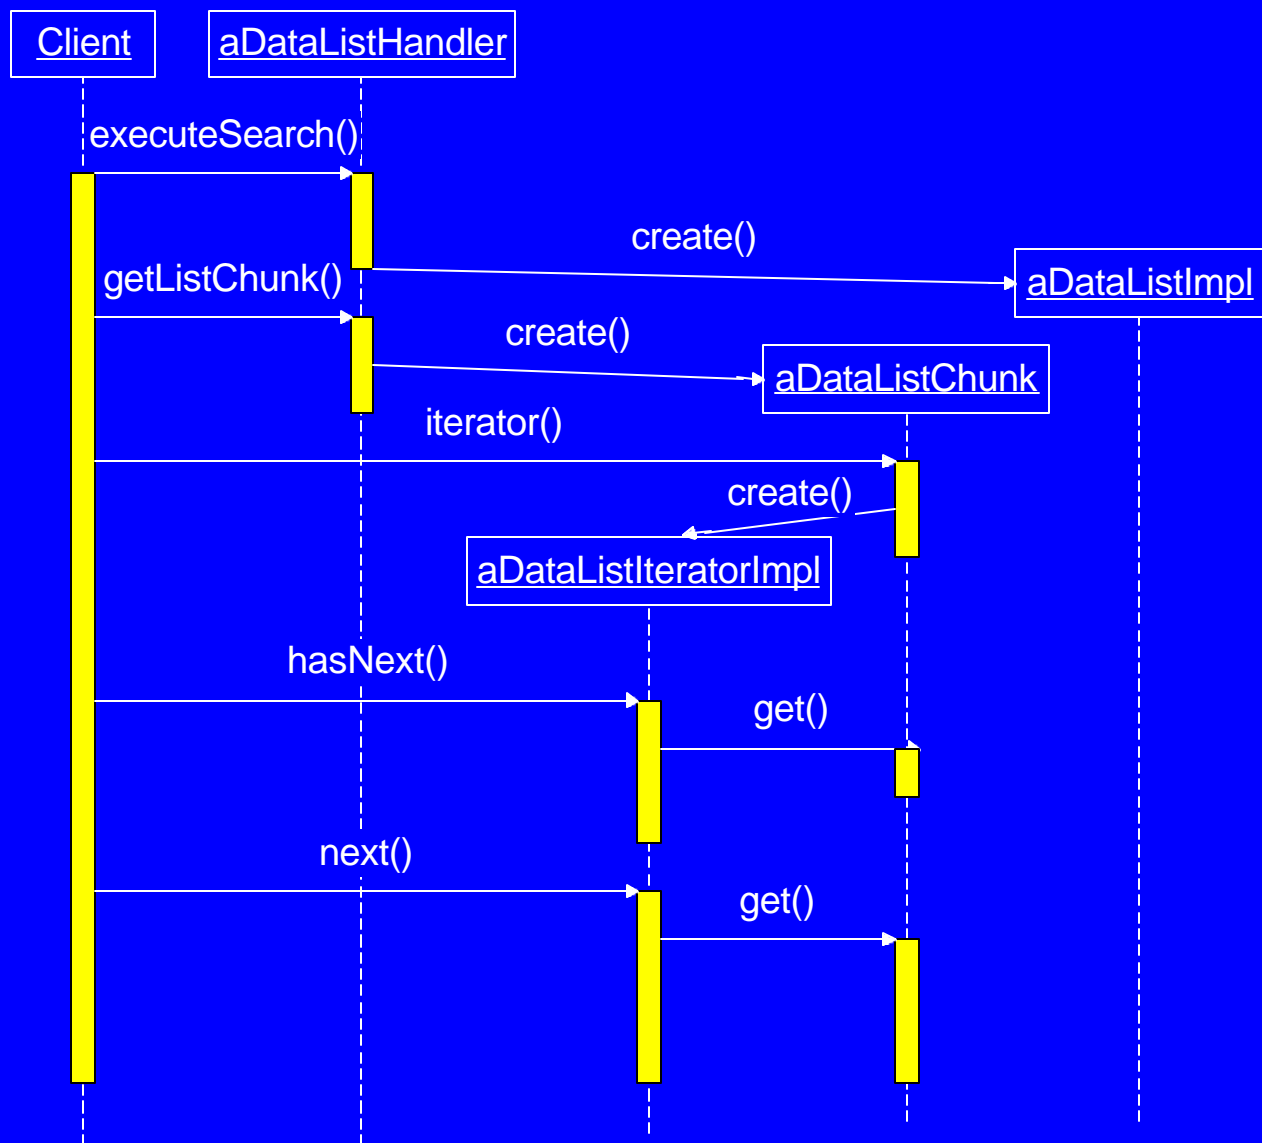 Client
aDataListHandler
executeSearch()
create()
getListChunk()
aDataListImpl
create()
aDataListChunk
iterator()
create()
aDataListIteratorImpl
hasNext()
get()
next()
get()